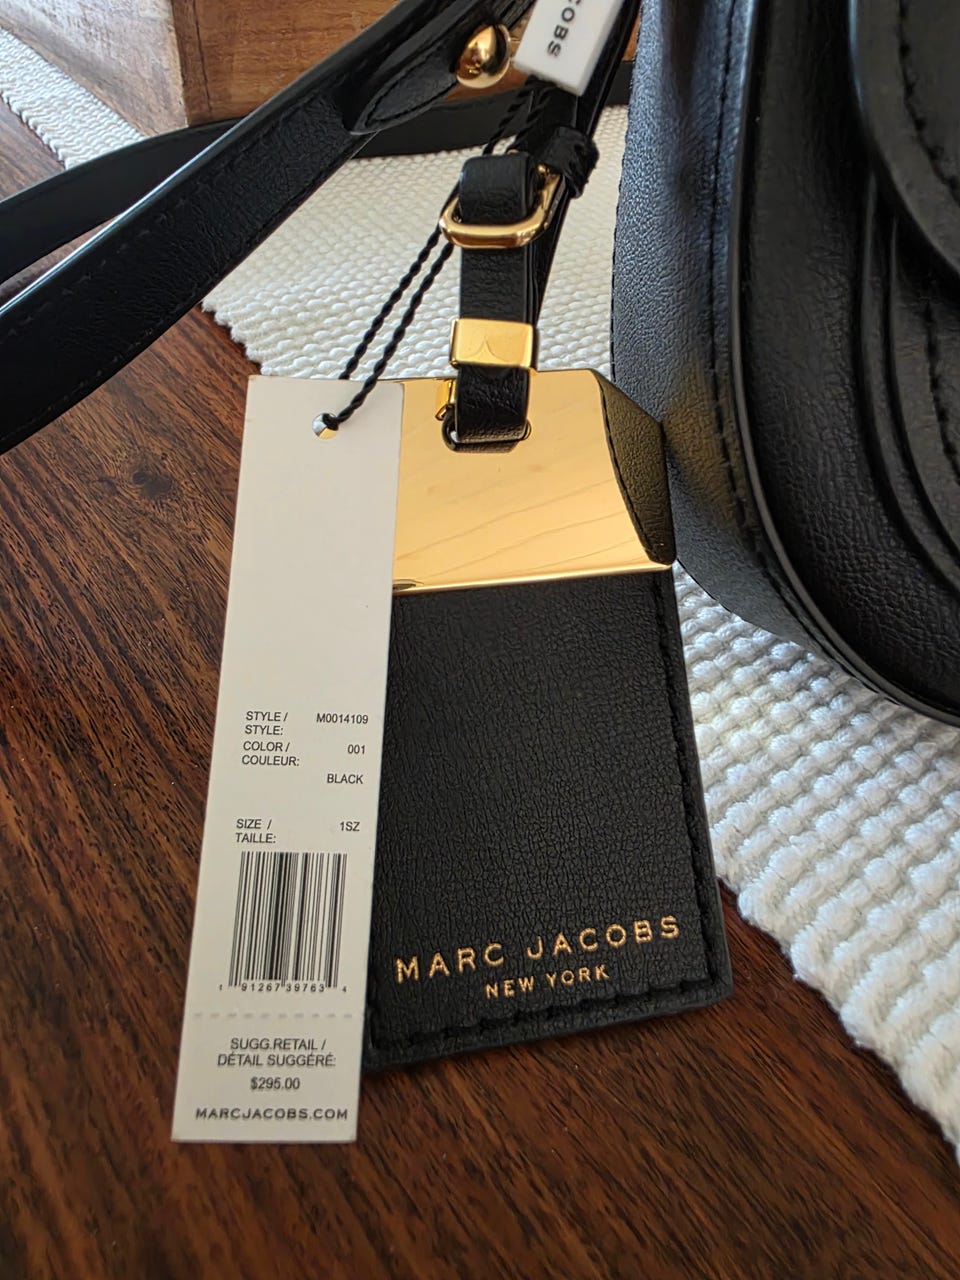 COBS
STYLE / M0014109
STYLE:
COLOR / 001
COULEUR:
BLACK
SIZE / 1SZ
TAILLE:
1 91267 39763 4
SUGG.RETAIL /
DÉTAIL SUGGÉRÉ:
$295.00
MARCJACOBS.COM
MARC JACOBS
NEW YORK